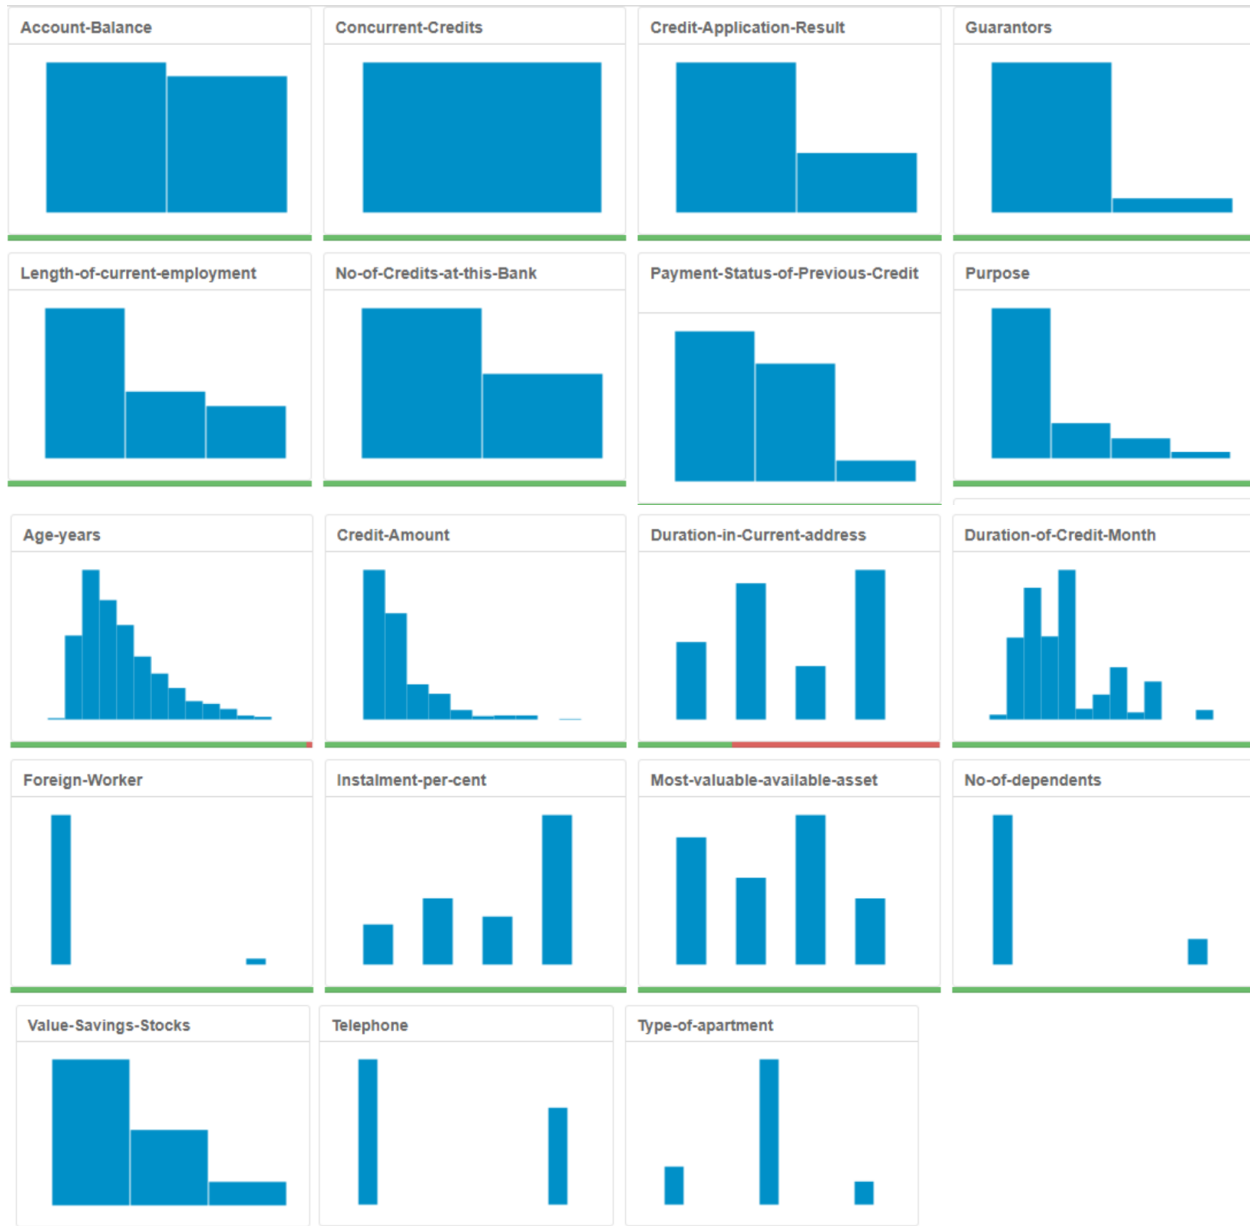 Account-Balance
Concurrent-Credits
Credit-Application-Result
Guarantors
Length-of-current-employment
No-of-Credits-at-this-Bank
Payment-Status-of-Previous-Credit
Purpose
Age-years
Credit-Amount
Duration-in-Current-address
Duration-of-Credit-Month
Foreign-Worker
Instalment-per-cent
Most-valuable-available-asset
No-of-dependents
Value-Savings-Stocks
Telephone
Type-of-apartment